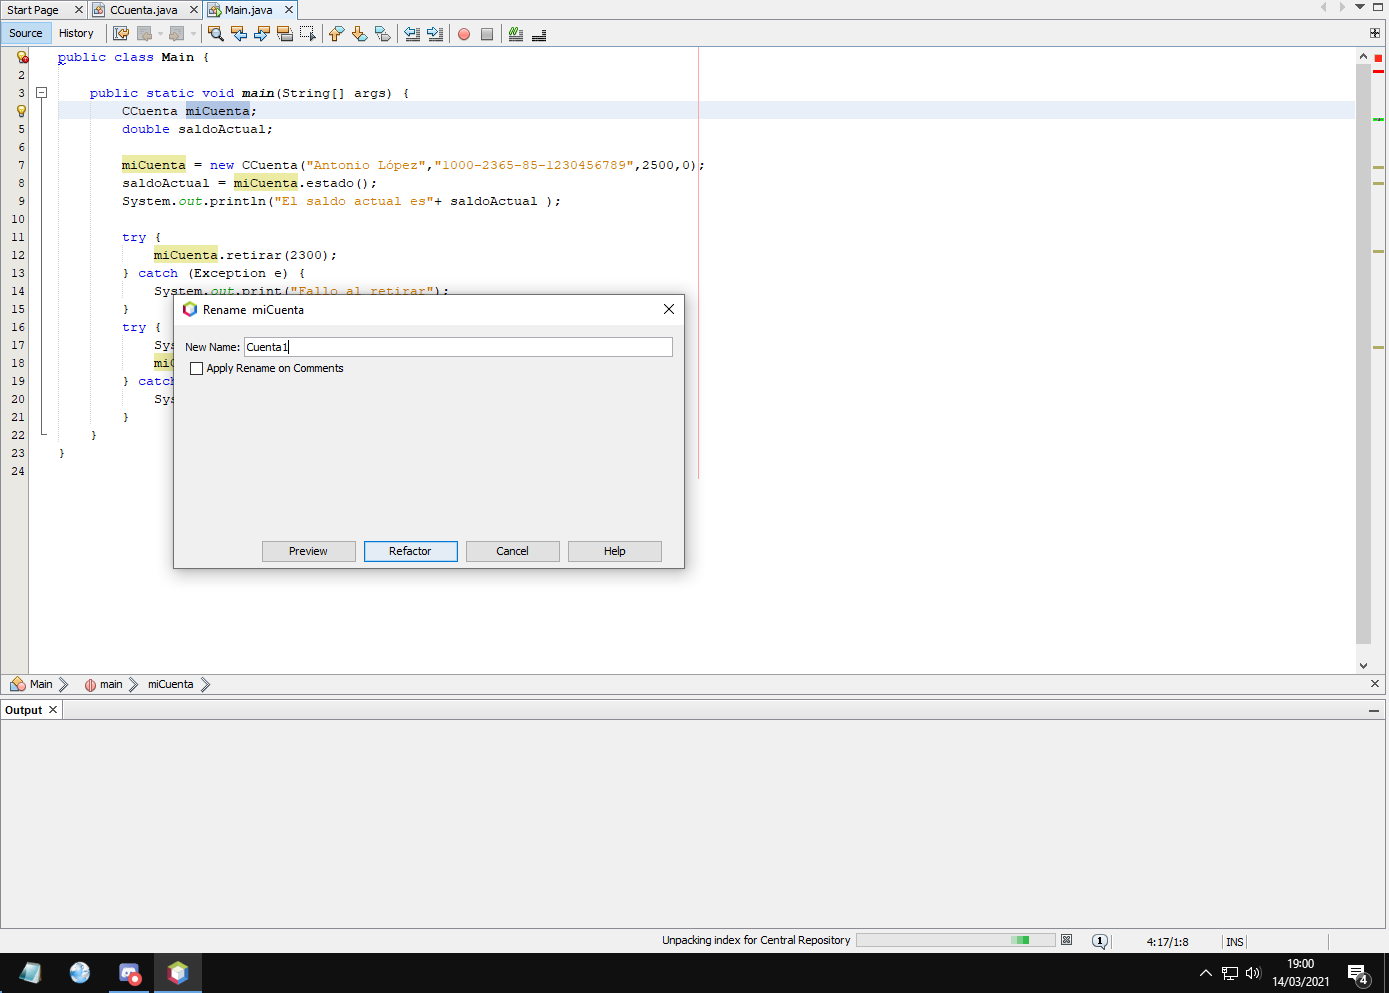 Start Page
CCuenta.java
Main.java
Source
History
public class Main {
2
3 public static void main(String[] args) {
CCuenta miCuenta;
5 double saldoActual;
6
7 miCuenta = new CCuenta("Antonio López","1000-2365-85-1230456789",2500,0);
8 saldoActual = miCuenta.estado();
9 System.out.println("El saldo actual es"+ saldoActual );
10
11 try {
12 miCuenta.retirar(2300);
13 } catch (Exception e) {
14 System.out.print("Fallo al retirar");
15 }
16 try {
17 Sys
18 miC
19 } catch
20 Sys
21 }
22 }
23 }
24
Rename miCuenta
New Name: Cuenta1
Apply Rename on Comments
Preview
Refactor
Cancel
Help
Main
main
miCuenta
Output
Unpacking index for Central Repository
1
4:17/1:8
INS
19:00
14/03/2021
4